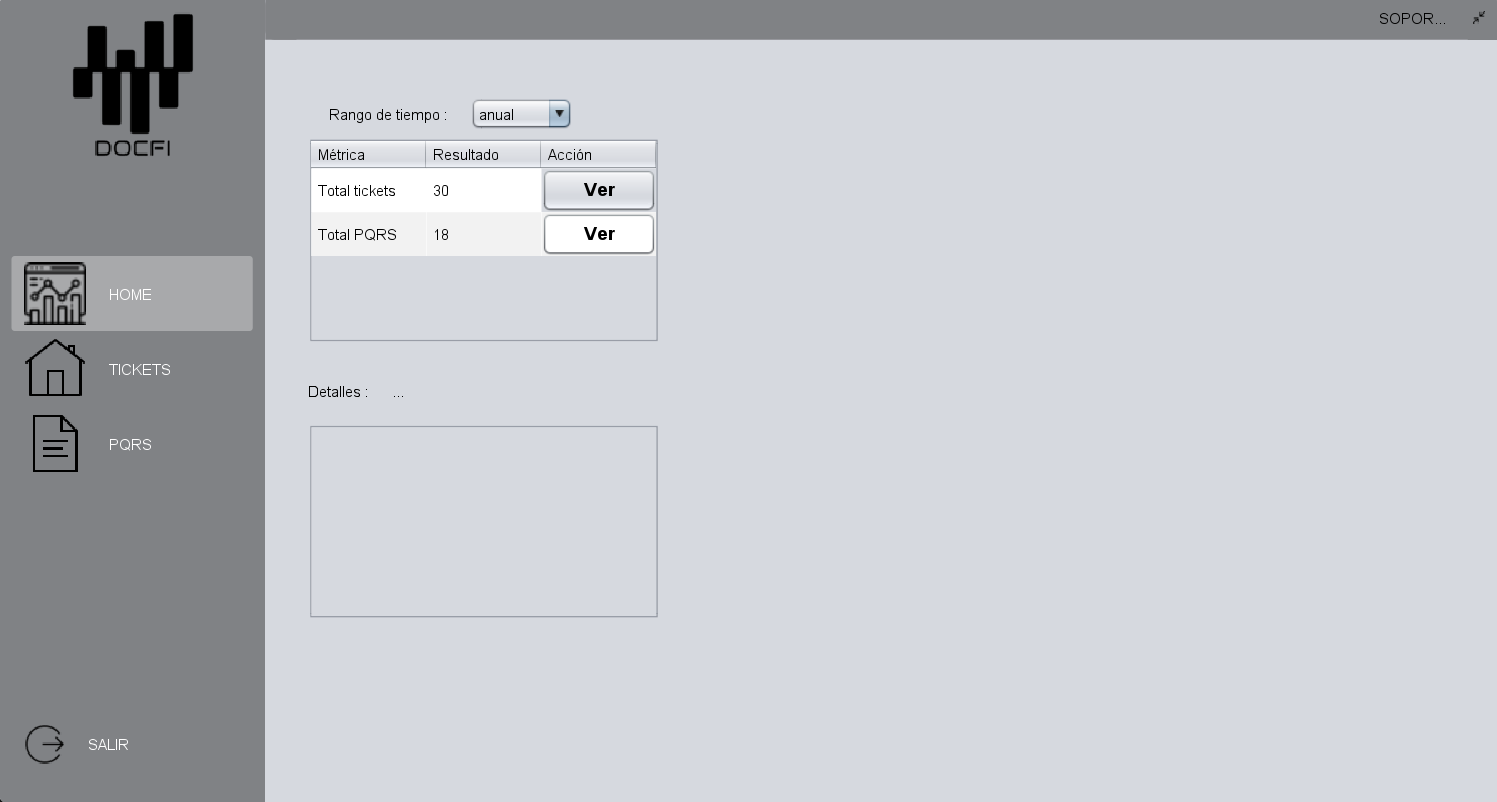 DOCFI
HOME
TICKETS
PQRS
SALIR
SOPOR...
Rango de tiempo : anual
Métrica Resultado Acción
Total tickets 30 Ver
Total PQRS 18 Ver
Detalles : ...